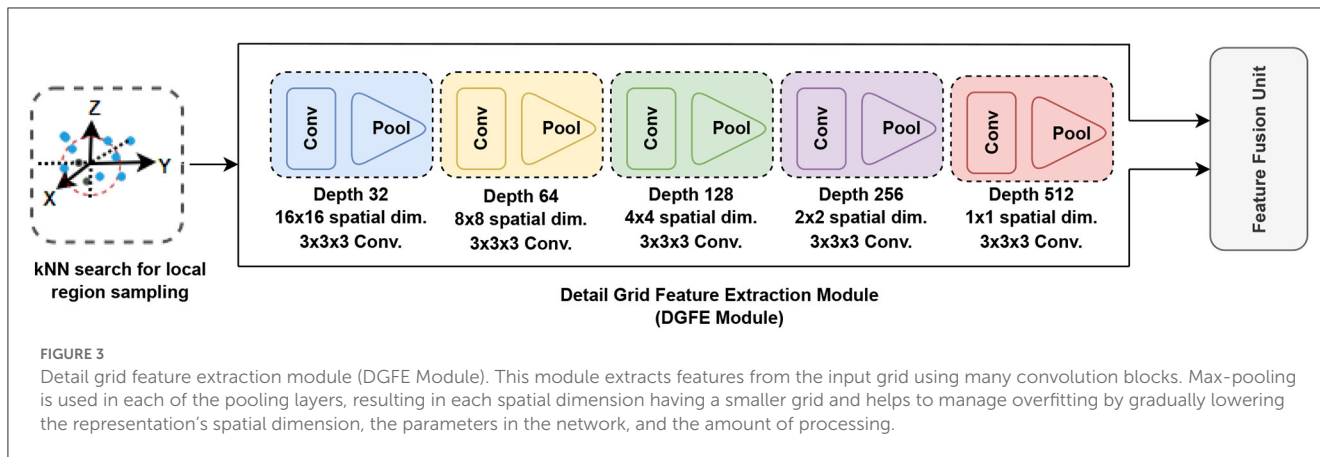 Z
Y
X
kNN search for local
region sampling
Conv
Pool
Depth 32
16x16 spatial dim.
3x3x3 Conv.
Conv
Pool
Depth 64
8x8 spatial dim.
3x3x3 Conv.
Conv
Pool
Depth 128
4x4 spatial dim.
3x3x3 Conv.
Conv
Pool
Depth 256
2x2 spatial dim.
3x3x3 Conv.
Conv
Pool
Depth 512
1x1 spatial dim.
3x3x3 Conv.
Feature Fusion Unit
Detail Grid Feature Extraction Module
(DGFE Module)
FIGURE 3
Detail grid feature extraction module (DGFE Module). This module extracts features from the input grid using many convolution blocks. Max-pooling
is used in each of the pooling layers, resulting in each spatial dimension having a smaller grid and helps to manage overfitting by gradually lowering
the representation's spatial dimension, the parameters in the network, and the amount of processing.